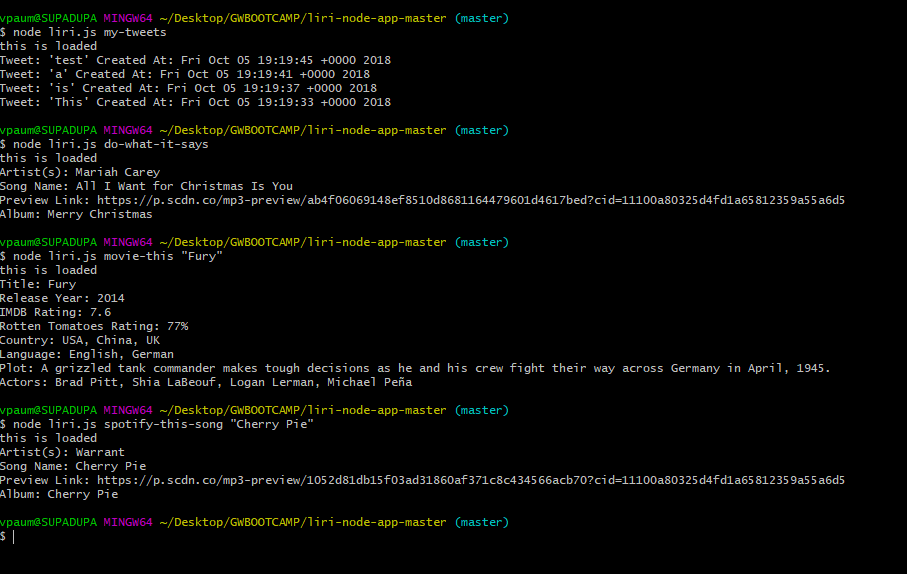 vpaum@SUPADUPA MINGW64 ~/Desktop/GWBOOTCAMP/liri-node-app-master (master)
$ node liri.js my-tweets
this is loaded
Tweet: 'test' Created At: Fri Oct 05 19:19:45 +0000 2018
Tweet: 'a' Created At: Fri Oct 05 19:19:41 +0000 2018
Tweet: 'is' Created At: Fri Oct 05 19:19:37 +0000 2018
Tweet: 'This' Created At: Fri Oct 05 19:19:33 +0000 2018
vpaum@SUPADUPA MINGW64 ~/Desktop/GWBOOTCAMP/liri-node-app-master (master)
$ node liri.js do-what-it-says
this is loaded
Artist(s): Mariah Carey
Song Name: All I Want for Christmas Is You
Preview Link: https://p.scdn.co/mp3-preview/ab4f06069148ef8510d8681164479601d4617bed?cid=11100a80325d4fd1a65812359a55a6d5
Album: Merry Christmas
vpaum@SUPADUPA MINGW64 ~/Desktop/GWBOOTCAMP/liri-node-app-master (master)
$ node liri.js movie-this "Fury"
this is loaded
Title: Fury
Release Year: 2014
IMDB Rating: 7.6
Rotten Tomatoes Rating: 77%
Country: USA, China, UK
Language: English, German
Plot: A grizzled tank commander makes tough decisions as he and his crew fight their way across Germany in April, 1945.
Actors: Brad Pitt, Shia LaBeouf, Logan Lerman, Michael Peña
vpaum@SUPADUPA MINGW64 ~/Desktop/GWBOOTCAMP/liri-node-app-master (master)
$ node liri.js spotify-this-song "Cherry Pie"
this is loaded
Artist(s): Warrant
Song Name: Cherry Pie
Preview Link: https://p.scdn.co/mp3-preview/1052d81db15f03ad31860af371c8c434566acb70?cid=11100a80325d4fd1a65812359a55a6d5
Album: Cherry Pie
vpaum@SUPADUPA MINGW64 ~/Desktop/GWBOOTCAMP/liri-node-app-master (master)
$